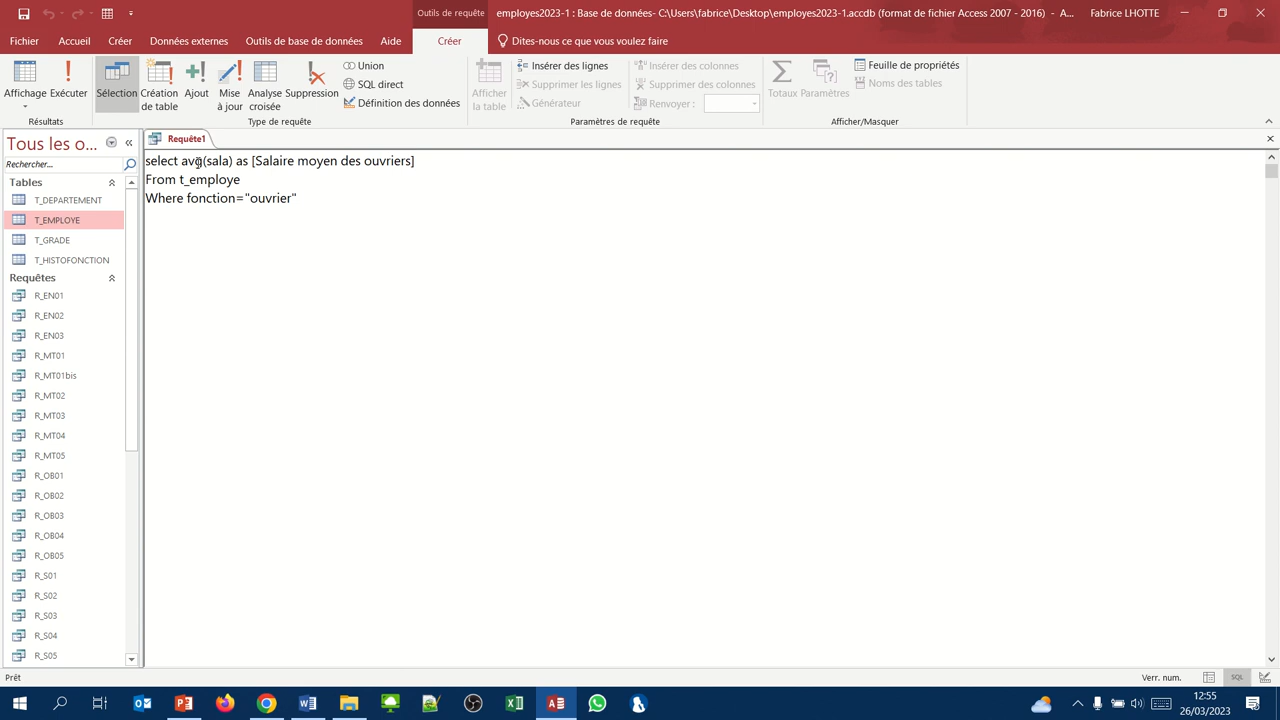 Outils de requête
employes2023-1 : Base de données- C:\Users\fabrice\Desktop\employes2023-1.accdb (format de fichier Access 2007 - 2016) - A...
Fabrice LHOTTE
Fichier Accueil Créer Données externes Outils de base de données Aide Créer Dites-nous ce que vous voulez faire
Affichage
Exécuter
Résultats
Sélection
Création de table
Ajout
Mise à jour
Analyse croisée
Suppression
Union
SQL direct
Définition des données
Type de requête
Afficher la table
Insérer des lignes
Supprimer les lignes
Générateur
Insérer des colonnes
Supprimer des colonnes
Renvoyer :
Paramètres de requête
Totaux
Paramètres
Feuille de propriétés
Noms des tables
Afficher/Masquer
Tous les o...
Rechercher...
Tables
T_DEPARTEMENT
T_EMPLOYE
T_GRADE
T_HISTOFONCTION
Requêtes
R_EN01
R_EN02
R_EN03
R_MT01
R_MT01bis
R_MT02
R_MT03
R_MT04
R_MT05
R_OB01
R_OB02
R_OB03
R_OB04
R_OB05
R_S01
R_S02
R_S03
R_S04
R_S05
Requête1
select avg(sala) as [Salaire moyen des ouvriers]
From t_employe
Where fonction="ouvrier"
Prêt
Verr. num.
SQL
12:55
26/03/2023